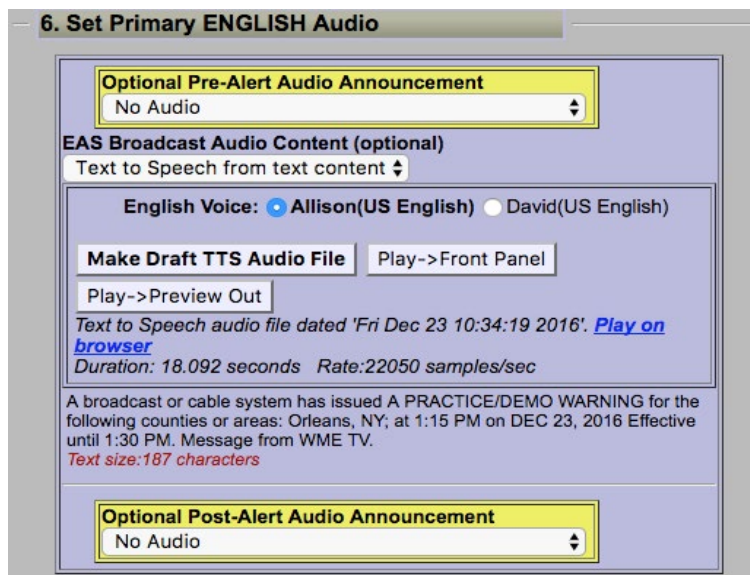 6. Set Primary ENGLISH Audio
Optional Pre-Alert Audio Announcement
No Audio
EAS Broadcast Audio Content (optional)
Text to Speech from text content
English Voice: Allison(US English) David(US English)
Make Draft TTS Audio File Play->Front Panel
Play->Preview Out
Text to Speech audio file dated 'Fri Dec 23 10:34:19 2016'. Play on
browser
Duration: 18.092 seconds Rate:22050 samples/sec
A broadcast or cable system has issued A PRACTICE/DEMO WARNING for the
following counties or areas: Orleans, NY; at 1:15 PM on DEC 23, 2016 Effective
until 1:30 PM. Message from WME TV.
Text size:187 characters
Optional Post-Alert Audio Announcement
No Audio